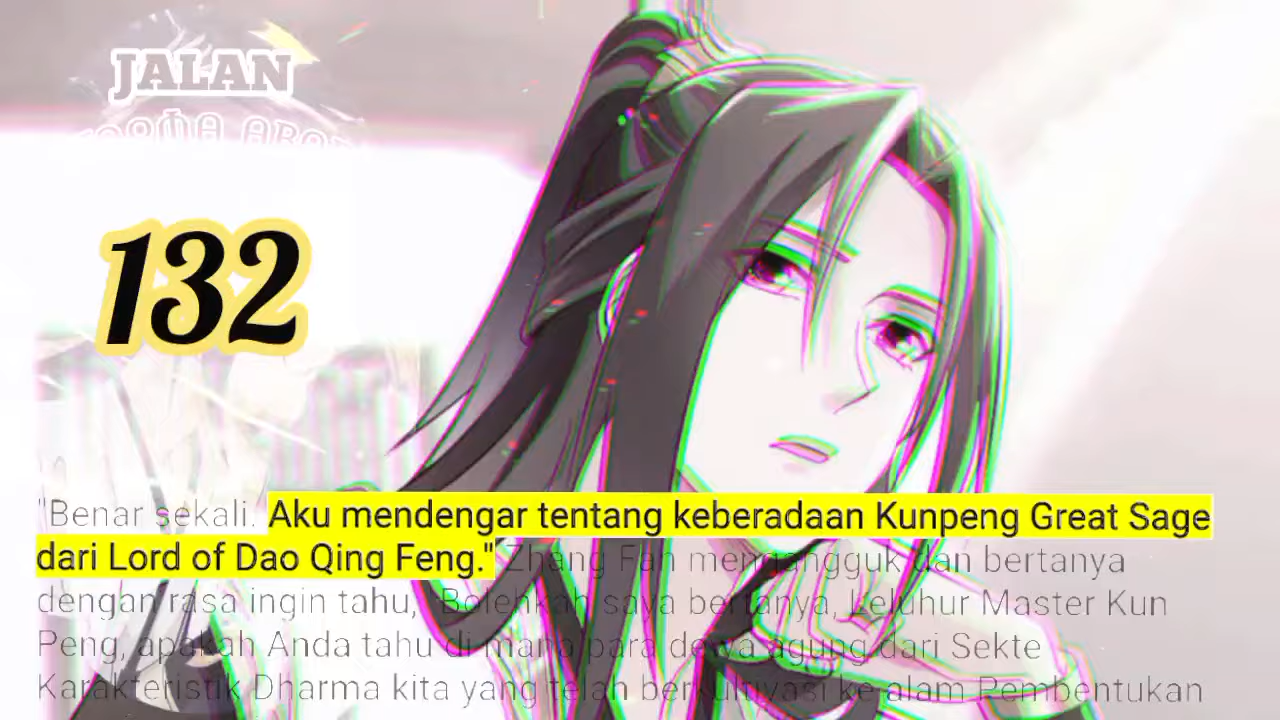 JALAN
132
"Benar sekali. Aku mendengar tentang keberadaan Kunpeng Great Sage
dari Lord of Dao Qing Feng." Zhang Fan mengangguk dan bertanya
dengan rasa ingin tahu, "Bolehkah saya bertanya, Leluhur Master Kun
Peng, apakah Anda tahu di mana para dewa agung dari Sekte
Karakteristik Dharma kita yang telah berkultivasi ke alam Pembentukan